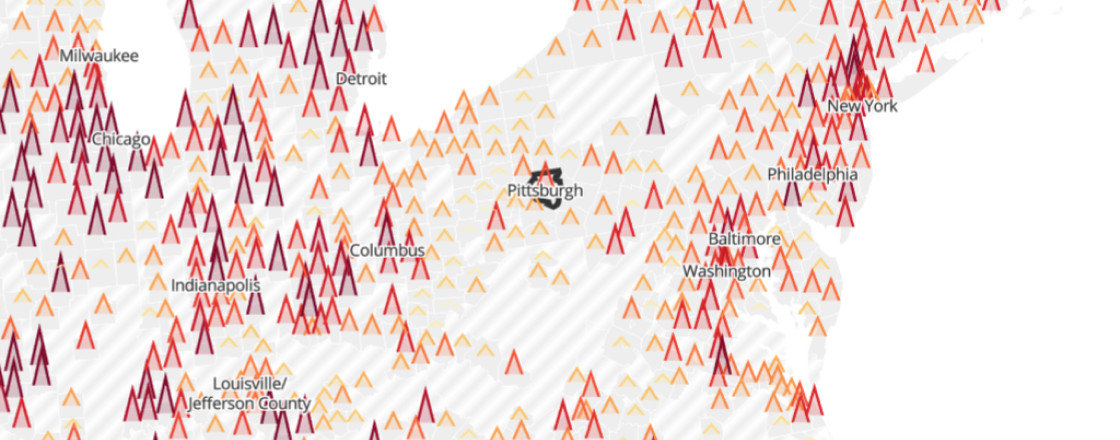 Milwaukee
Detroit
New York
Chicago
Philadelphia
Pittsburgh
Baltimore
Columbus
Washington
Indianapolis
Louisville/
Jefferson County